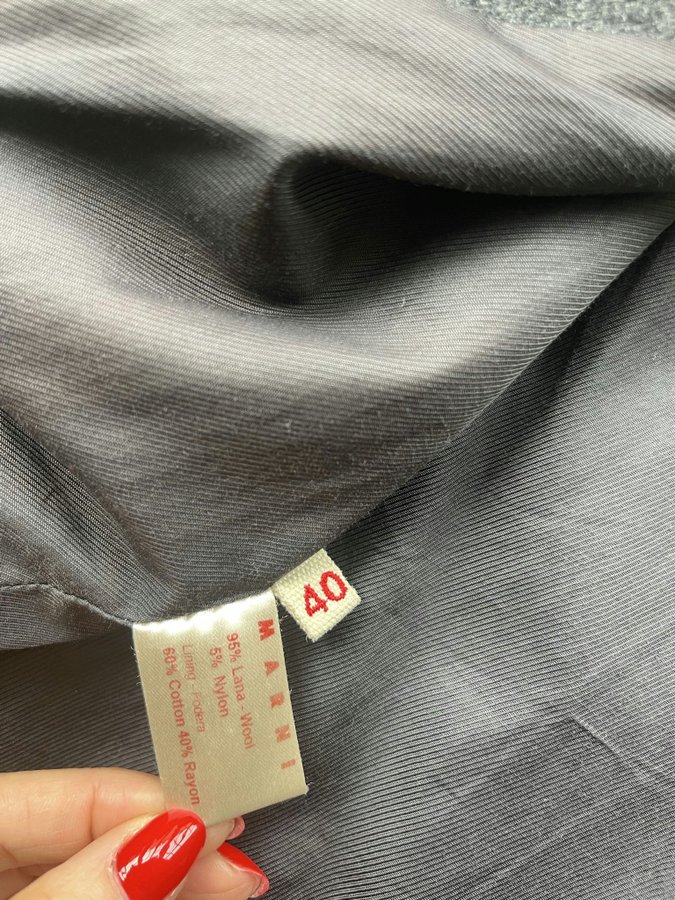 40
MARNI
95% Lana - Wool
5% Nylon
Lining - Fodera
60% Cotton 40% Rayon